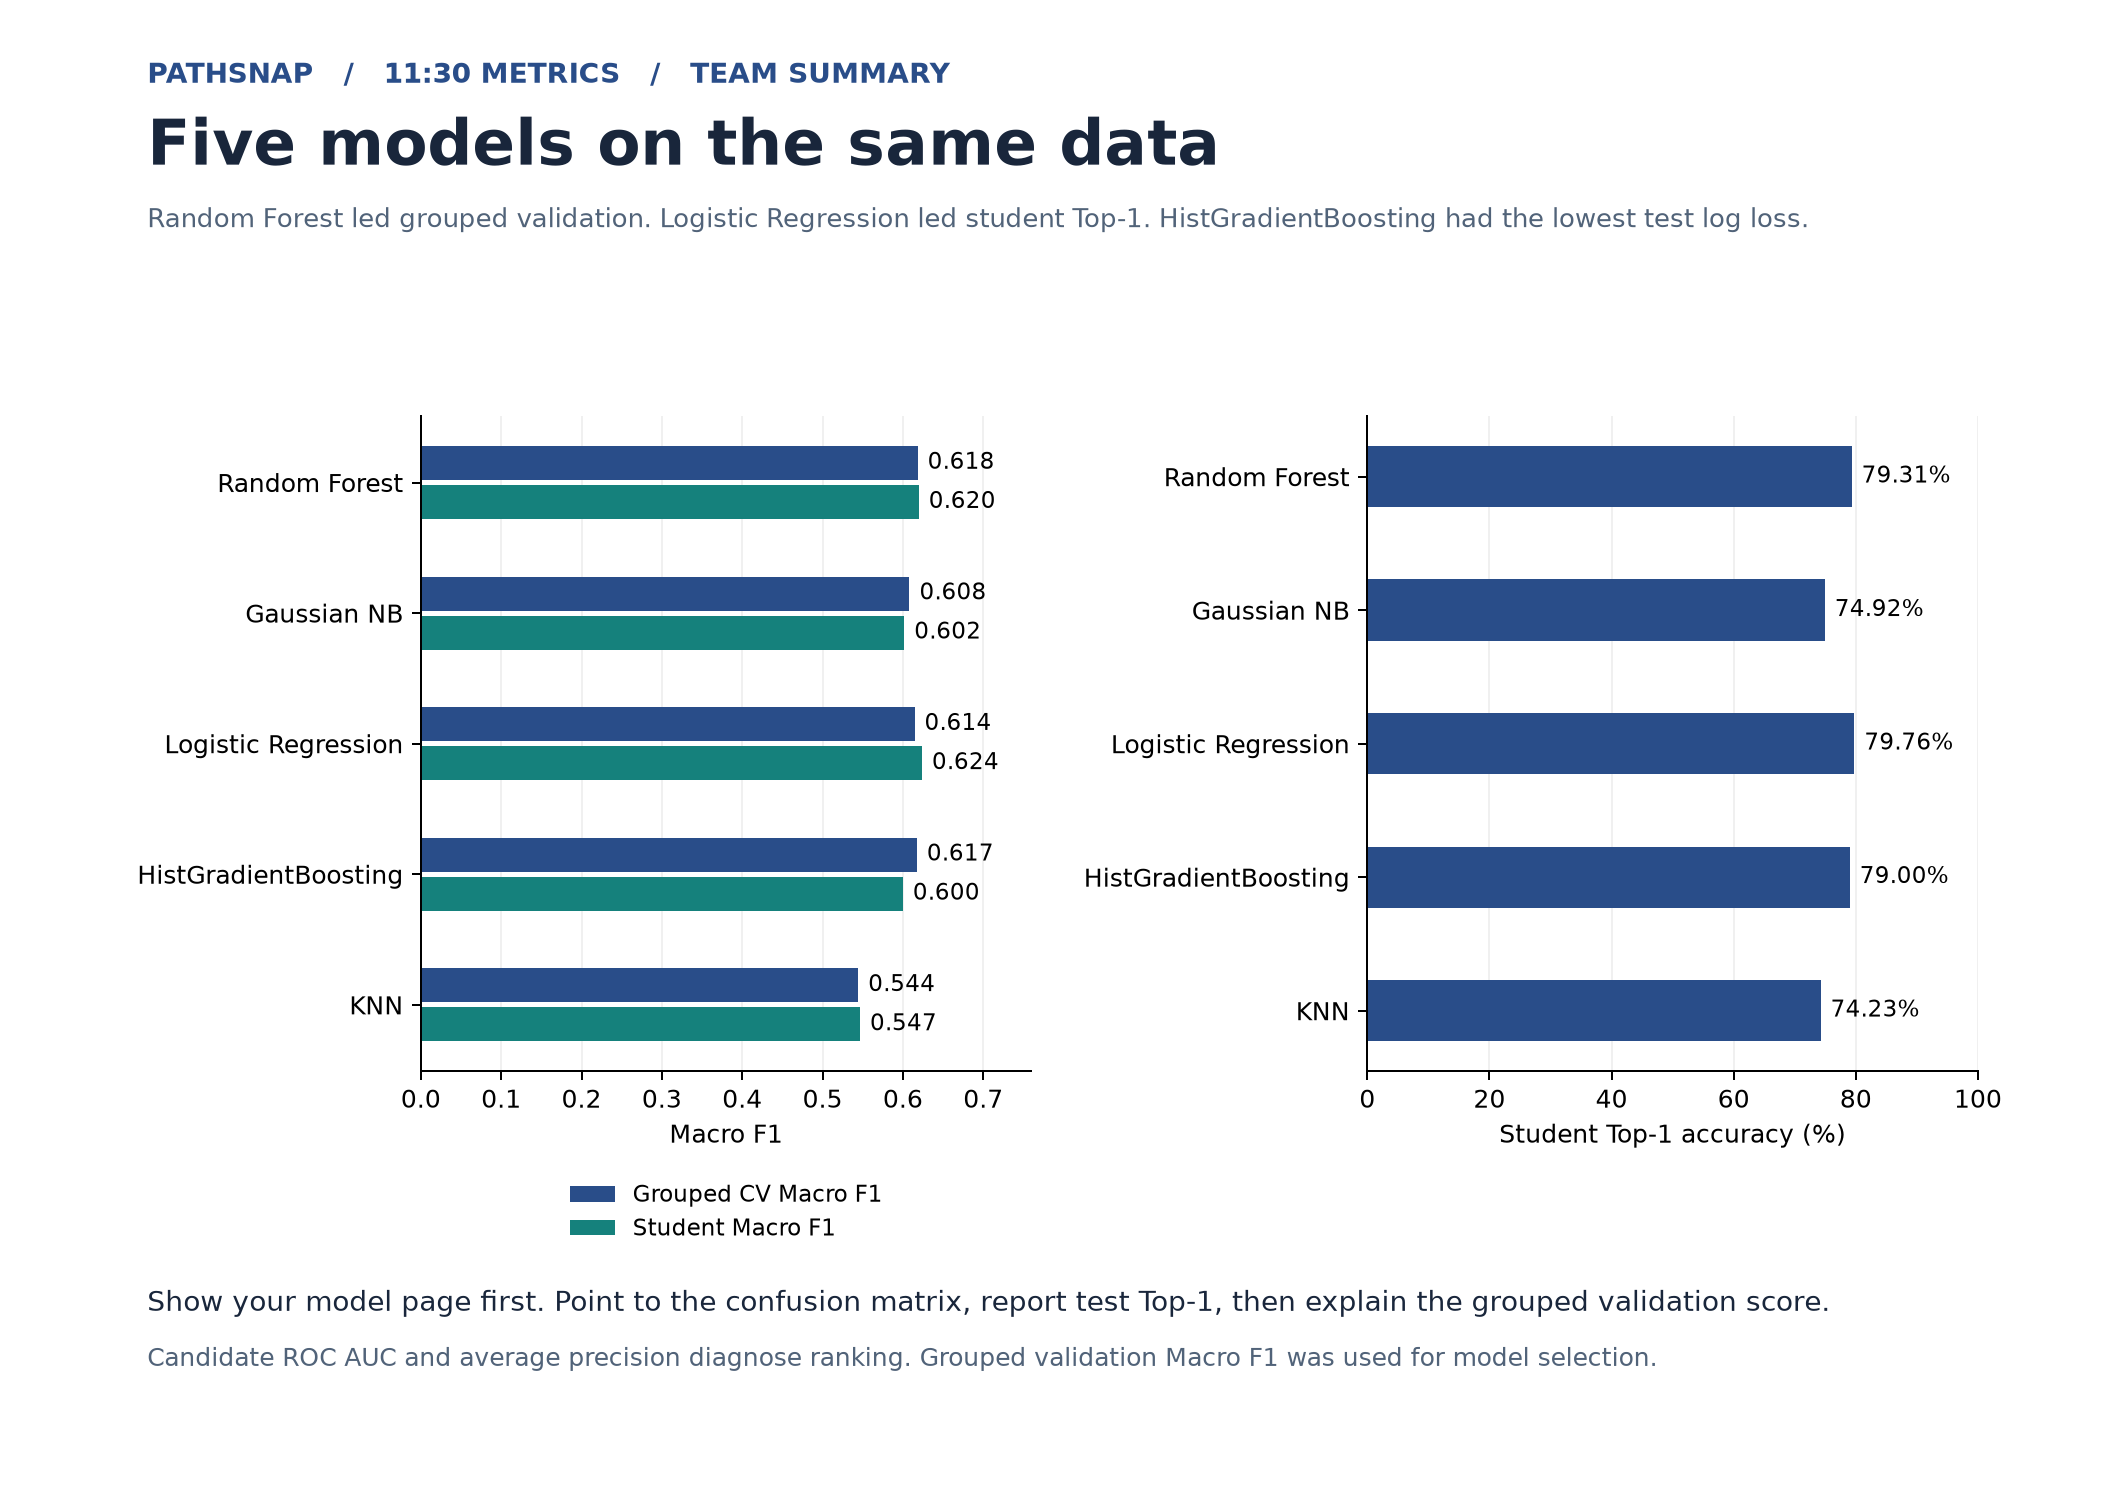 PATHSNAP / 11:30 METRICS / TEAM SUMMARY
Five models on the same data
Random Forest led grouped validation. Logistic Regression led student Top-1. HistGradientBoosting had the lowest test log loss.
Random Forest
0.618
0.620
Gaussian NB
0.608
0.602
Logistic Regression
0.614
0.624
HistGradientBoosting
0.617
0.600
KNN
0.544
0.547
0.0 0.1 0.2 0.3 0.4 0.5 0.6 0.7
Macro F1
Grouped CV Macro F1
Student Macro F1
Random Forest 79.31%
Gaussian NB 74.92%
Logistic Regression 79.76%
HistGradientBoosting 79.00%
KNN 74.23%
0 20 40 60 80 100
Student Top-1 accuracy (%)
Show your model page first. Point to the confusion matrix, report test Top-1, then explain the grouped validation score.
Candidate ROC AUC and average precision diagnose ranking. Grouped validation Macro F1 was used for model selection.